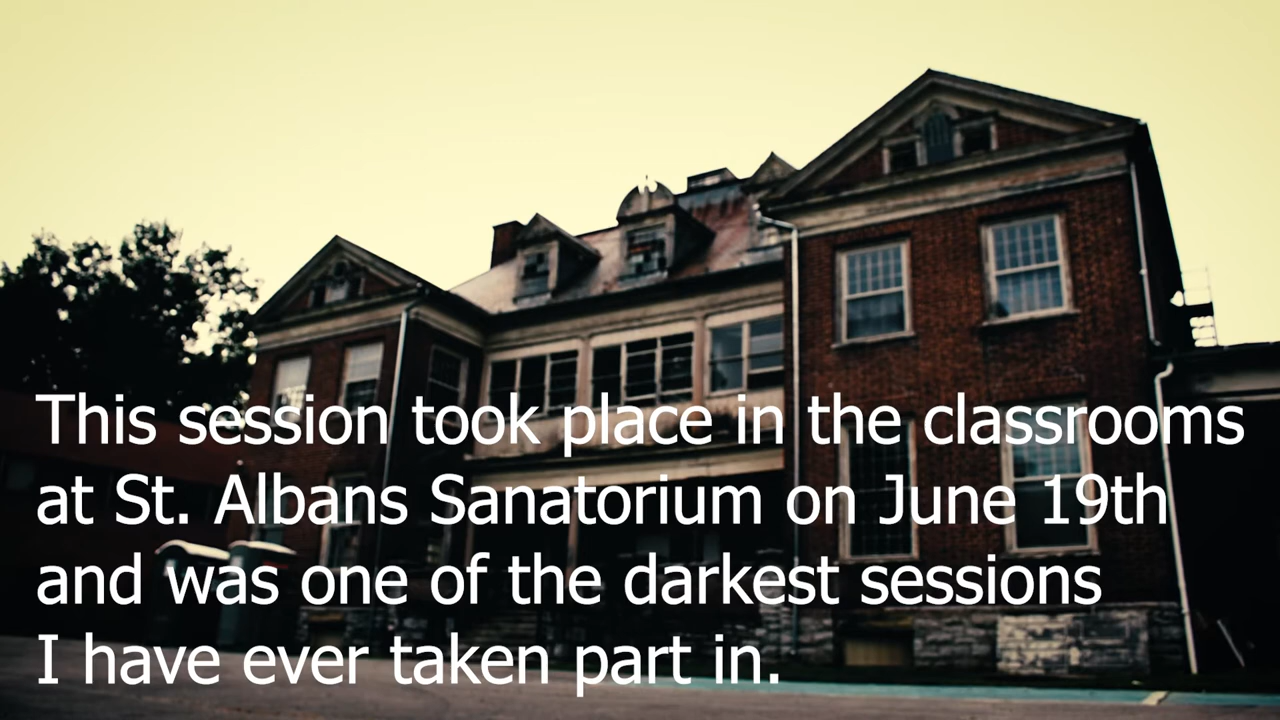 This session took place in the classrooms
at St. Albans Sanatorium on June 19th
and was one of the darkest sessions
I have ever taken part in.